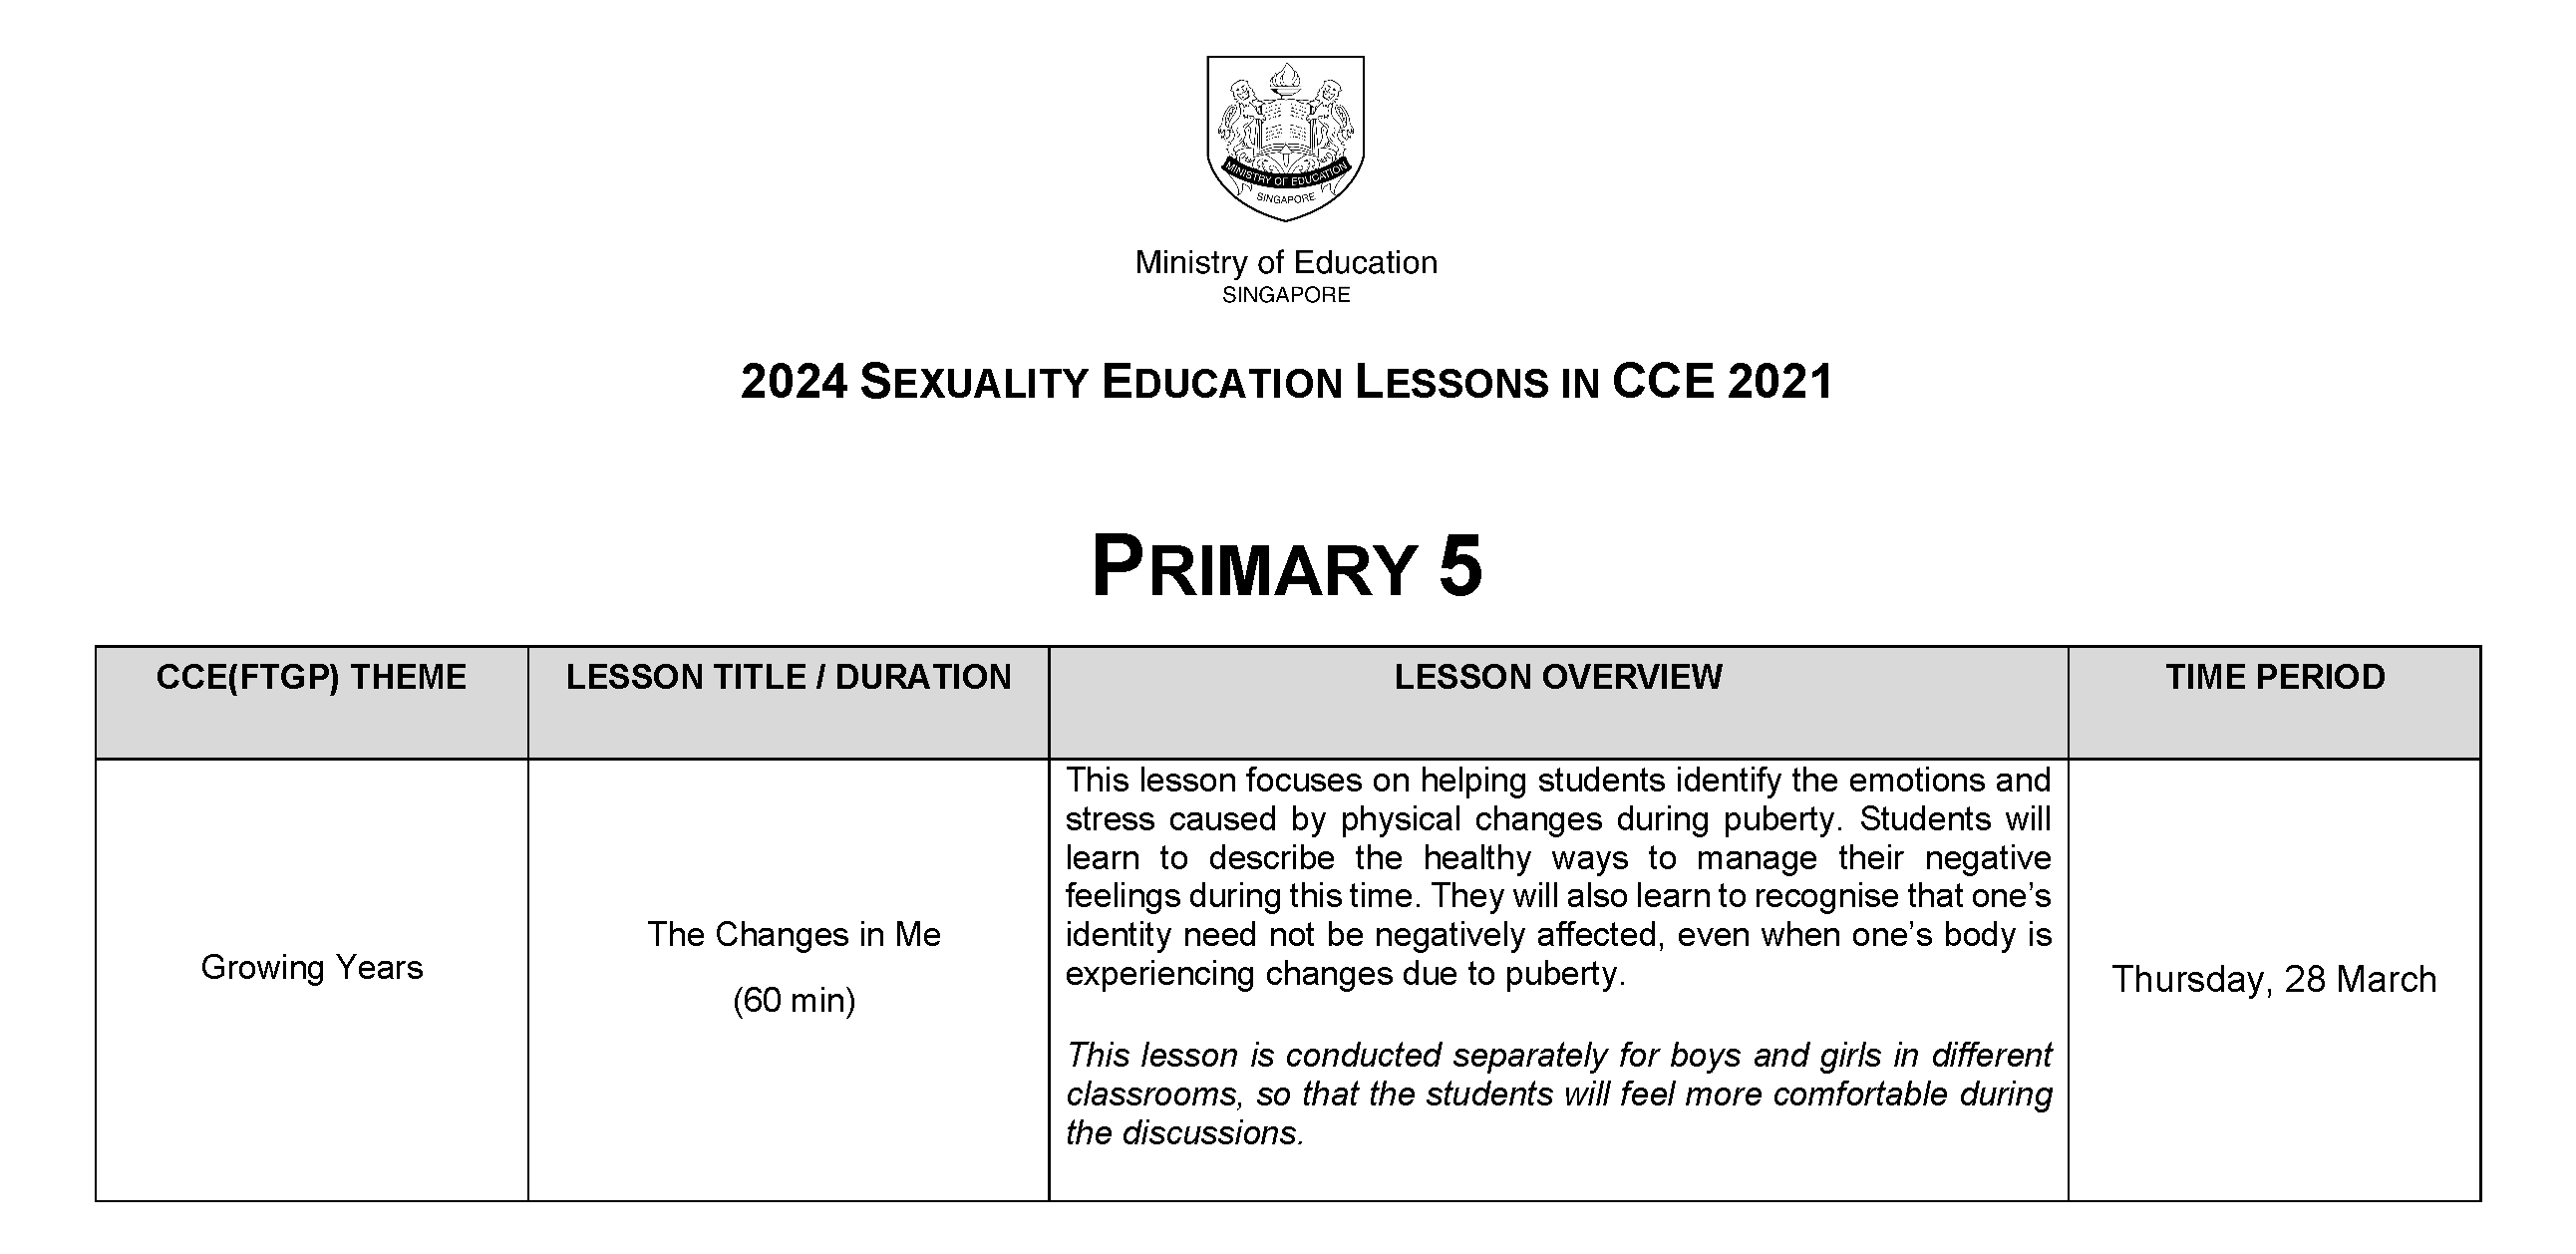 MINISTRY OF EDUCATION
SINGAPORE
Ministry of Education
SINGAPORE
2024 SEXUALITY EDUCATION LESSONS IN CCE 2021
PRIMARY 5
CCE(FTGP) THEME
LESSON TITLE / DURATION
LESSON OVERVIEW
TIME PERIOD
Growing Years
The Changes in Me
(60 min)
This lesson focuses on helping students identify the emotions and
stress caused by physical changes during puberty. Students will
learn to describe the healthy ways to manage their negative
feelings during this time. They will also learn to recognise that one’s
identity need not be negatively affected, even when one’s body is
experiencing changes due to puberty.
This lesson is conducted separately for boys and girls in different
classrooms, so that the students will feel more comfortable during
the discussions.
Thursday, 28 March